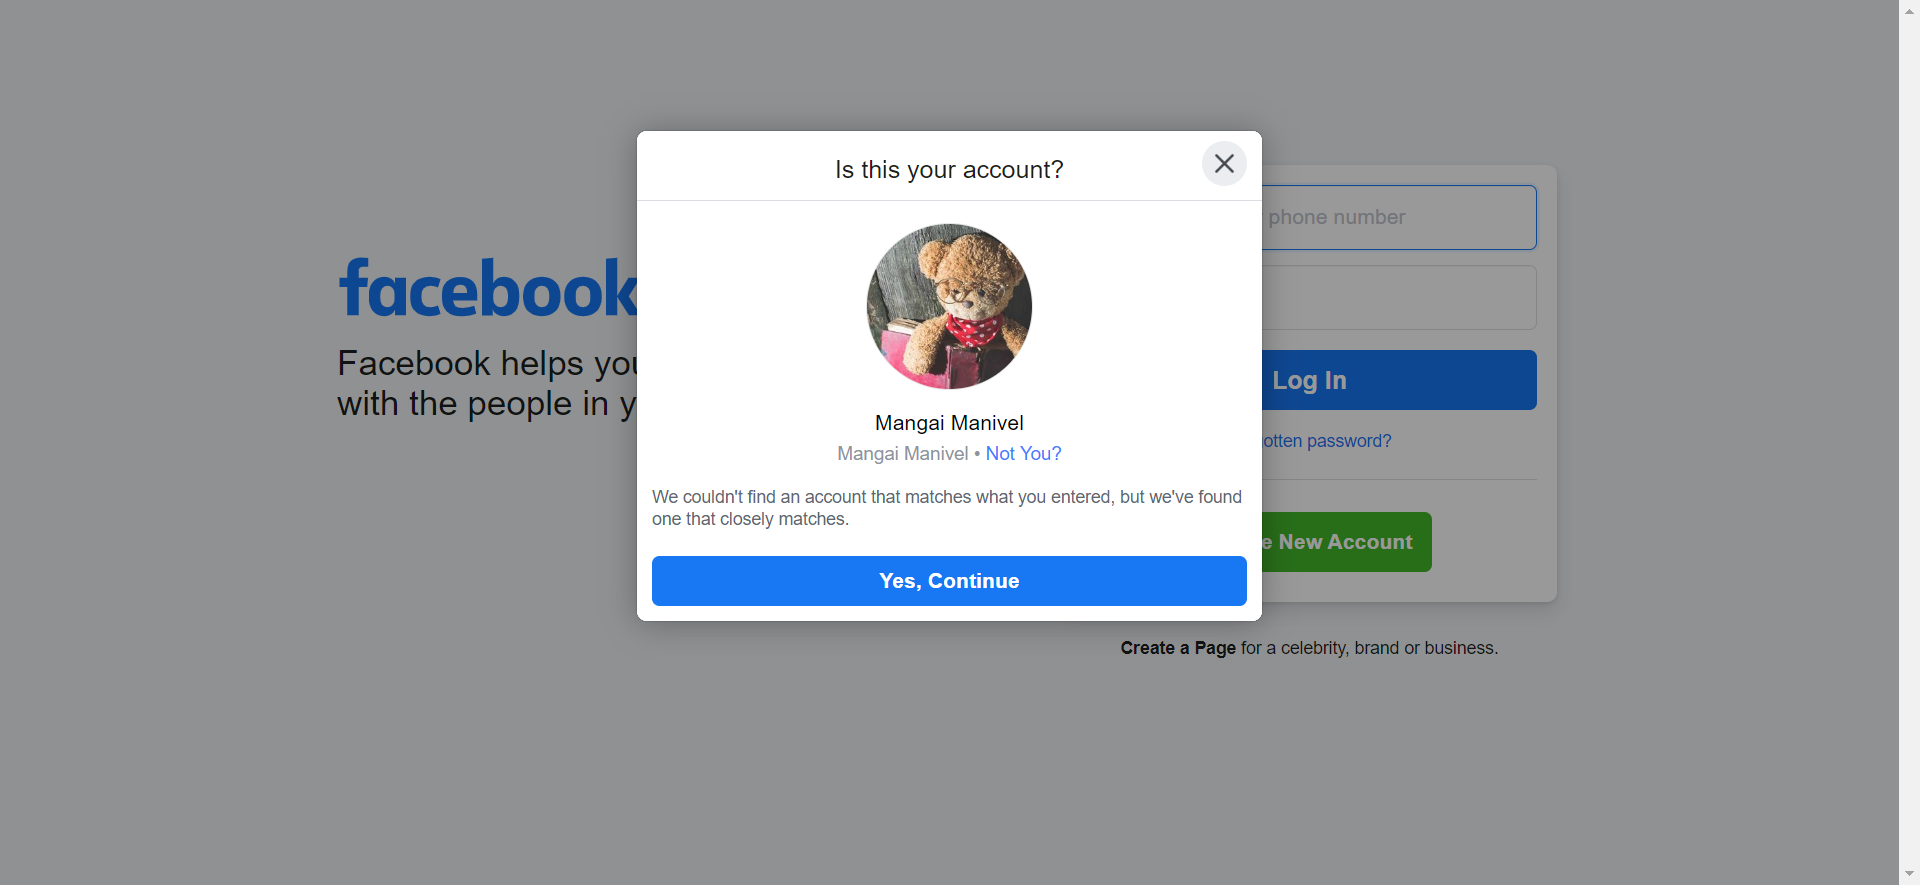 Is this your account?
Mangai Manivel
Mangai Manivel • Not You?
We couldn't find an account that matches what you entered, but we've found
one that closely matches.
Yes, Continue
facebook
Facebook helps you
with the people in
phone number
Log In
password?
New Account
Create a Page for a celebrity, brand or business.